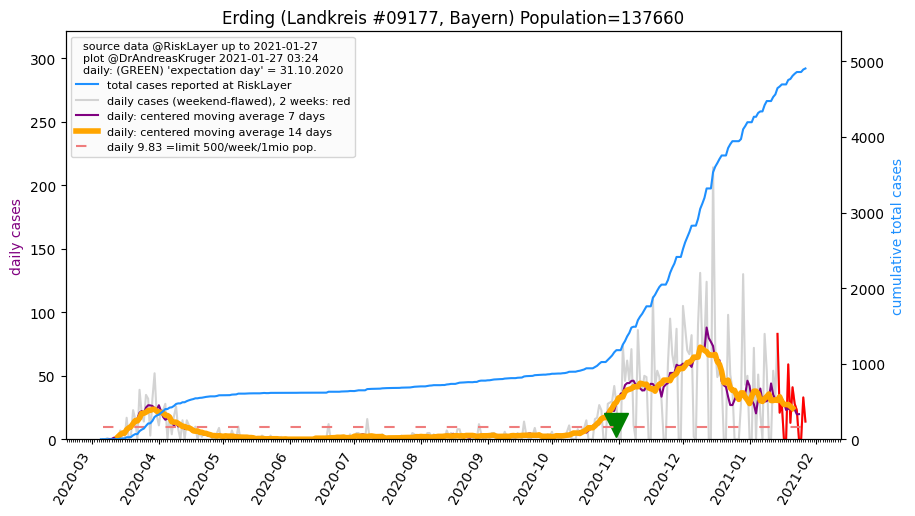 Erding (Landkreis #09177, Bayern) Population=137660
source data @RiskLayer up to 2021-01-27
plot @DrAndreasKruger 2021-01-27 03:24
daily: (GREEN) 'expectation day' = 31.10.2020
total cases reported at RiskLayer
daily cases (weekend-flawed), 2 weeks: red
daily: centered moving average 7 days
daily: centered moving average 14 days
daily 9.83 =limit 500/week/1mio pop.
daily cases
300
250
200
150
100
50
0
cumulative total cases
5000
4000
3000
2000
1000
0
2020-03
2020-04
2020-05
2020-06
2020-07
2020-08
2020-09
2020-10
2020-11
2020-12
2021-01
2021-02